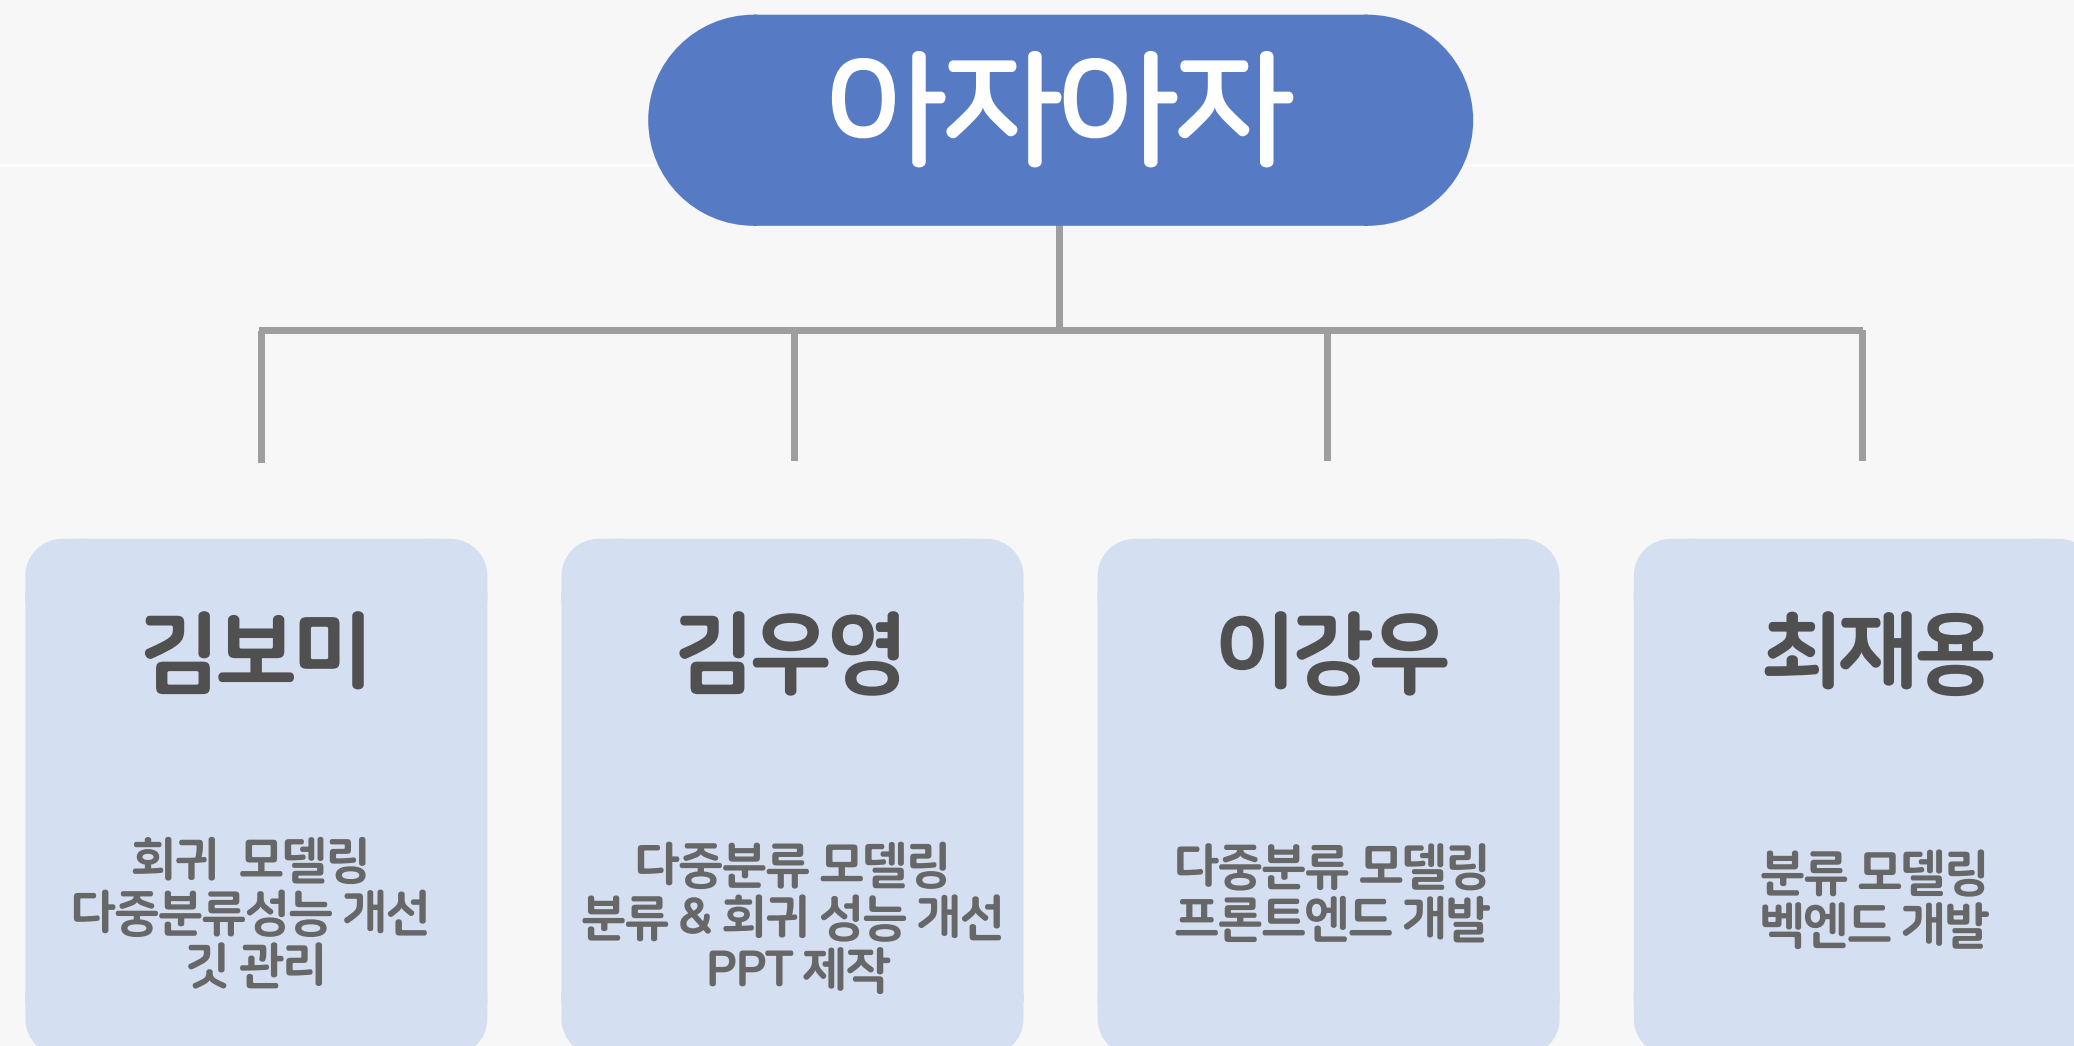 아자아자
김보미
회귀 모델링
다중분류성능 개선
깃 관리
김우영
다중분류 모델링
분류 & 회귀 성능 개선
PPT 제작
이강우
다중분류 모델링
프론트엔드 개발
최재용
분류 모델링
벡엔드 개발